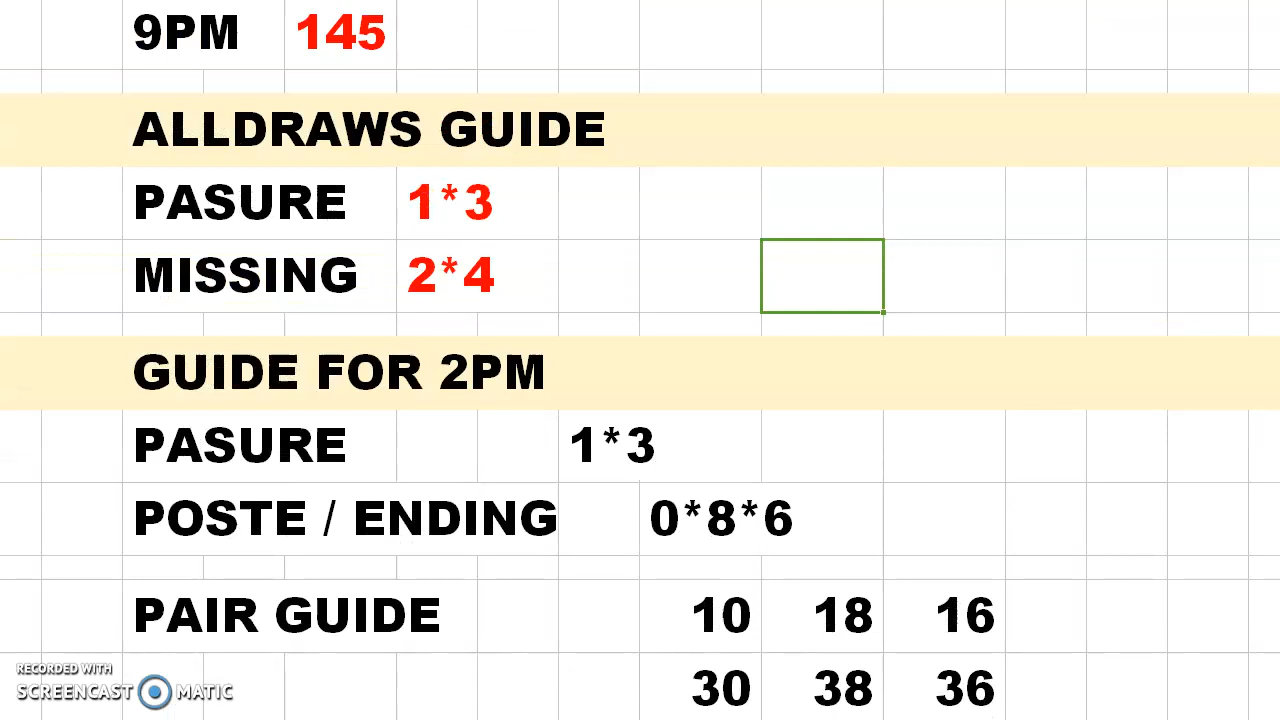 9PM 145
ALLDRAWS GUIDE
PASURE 1*3
MISSING 2*4
GUIDE FOR 2PM
PASURE 1*3
POSTE / ENDING 0*8*6
PAIR GUIDE 10 18 16
30 38 36
RECORDED WITH
SCREENCAST MATIC